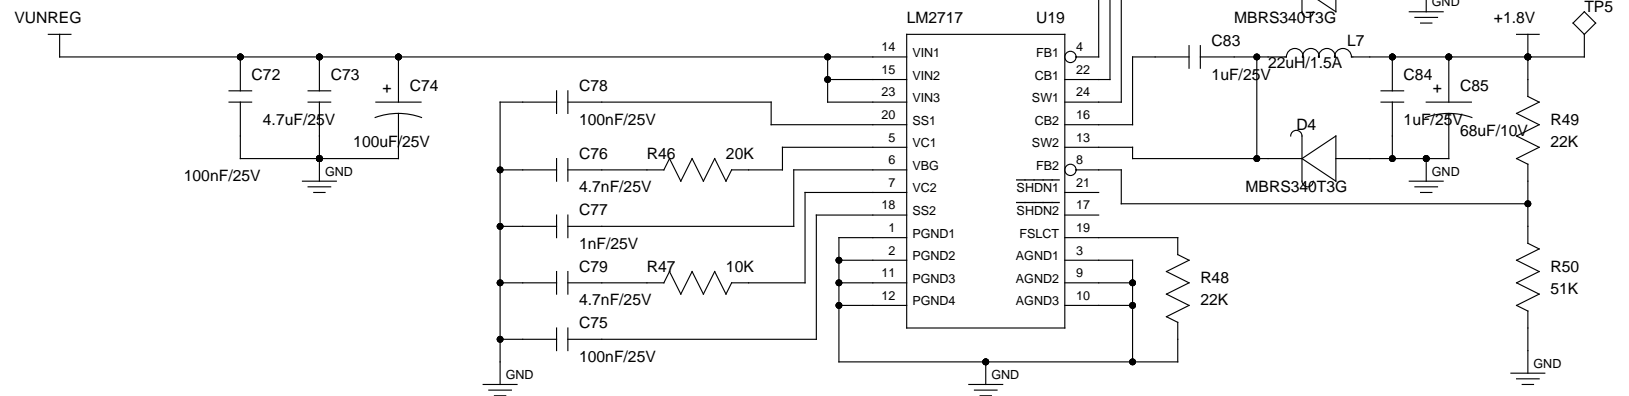 VUNREG
C72
100nF/25V
C73
4.7uF/25V
+
C74
100uF/25V
GND
C78
100nF/25V
C76
4.7nF/25V
R46
20K
C77
1nF/25V
C79
4.7nF/25V
R47
10K
C75
100nF/25V
GND
LM2717
U19
14
VIN1
15
VIN2
23
VIN3
20
SS1
5
VC1
6
VBG
7
VC2
18
SS2
1
PGND1
2
PGND2
11
PGND3
12
PGND4
FB1
4
CB1
22
SW1
24
CB2
16
SW2
13
FB2
8
SHDN1
21
SHDN2
17
FSLCT
19
AGND1
3
AGND2
9
AGND3
10
GND
R48
22K
MBRS340T3G
GND
C83
1uF/25V
L7
22uH/1.5A
D4
MBRS340T3G
C84
1uF/25V
+
C85
68uF/10V
GND
+1.8V
TP5
R49
22K
R50
51K
GND